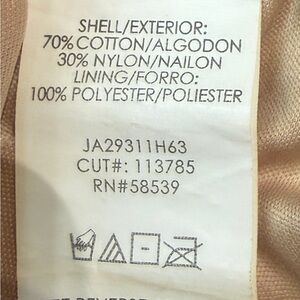 SHELL/EXTERIOR:
70% COTTON/ALGODON
30% NYLON/NAILON
LINING/FORRO:
100% POLYESTER/POLIESTER
JA29311H63
CUT#: 113785
RN#58539